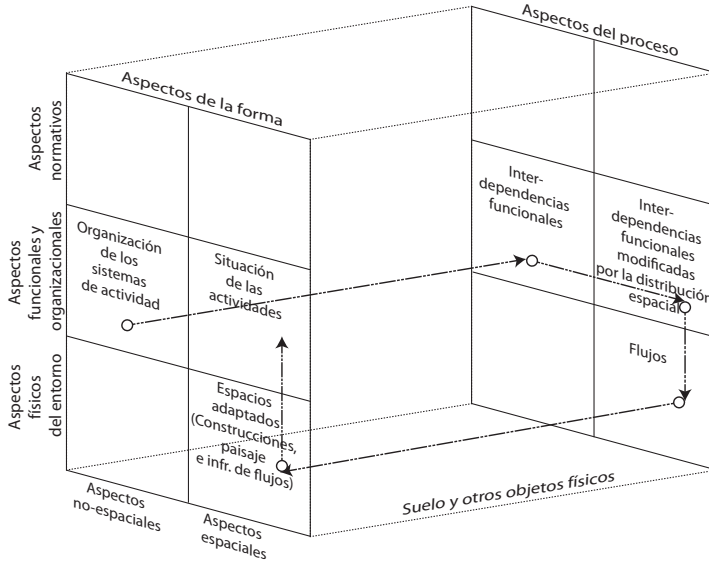 Aspectos del proceso
Aspectos de la forma
Aspectos
normativos
Inter-
dependencias
funcionales
Inter-
dependencias
funcionales
modificadas
por la distribución
espacial
Aspectos
funcionales y
organizacionales
Organización
de los
sistemas
de actividad
Situación
de las
actividades
Flujos
Aspectos
físicos
del entorno
Espacios
adaptados
(Construcciones,
paisaje
e infr. de flujos)
Suelo y otros objetos físicos
Aspectos
no-espaciales
Aspectos
espaciales